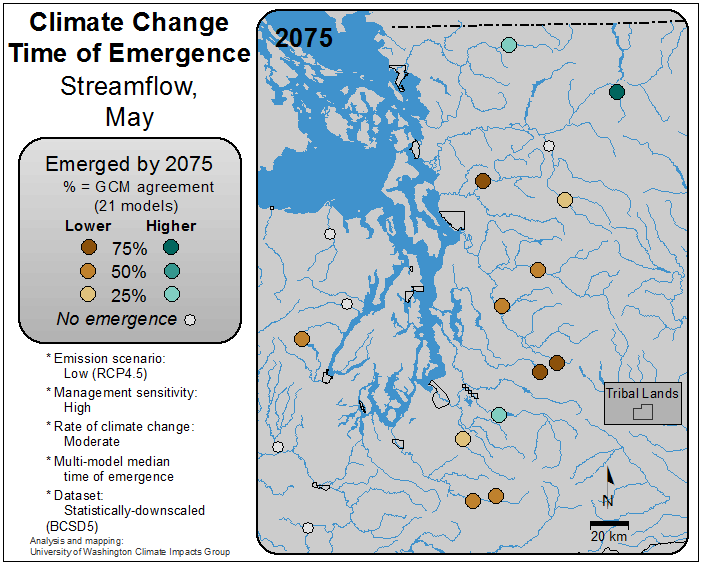 Climate Change
Time of Emergence
Streamflow,
May
Emerged by 2075
% = GCM agreement
(21 models)
Lower Higher
75%
50%
25%
No emergence
* Emission scenario:
Low (RCP4.5)
* Management sensitivity:
High
* Rate of climate change:
Moderate
* Multi-model median
time of emergence
* Dataset:
Statistically-downscaled
(BCSD5)
Analysis and mapping:
University of Washington Climate Impacts Group
2075
Tribal Lands
N
20 km